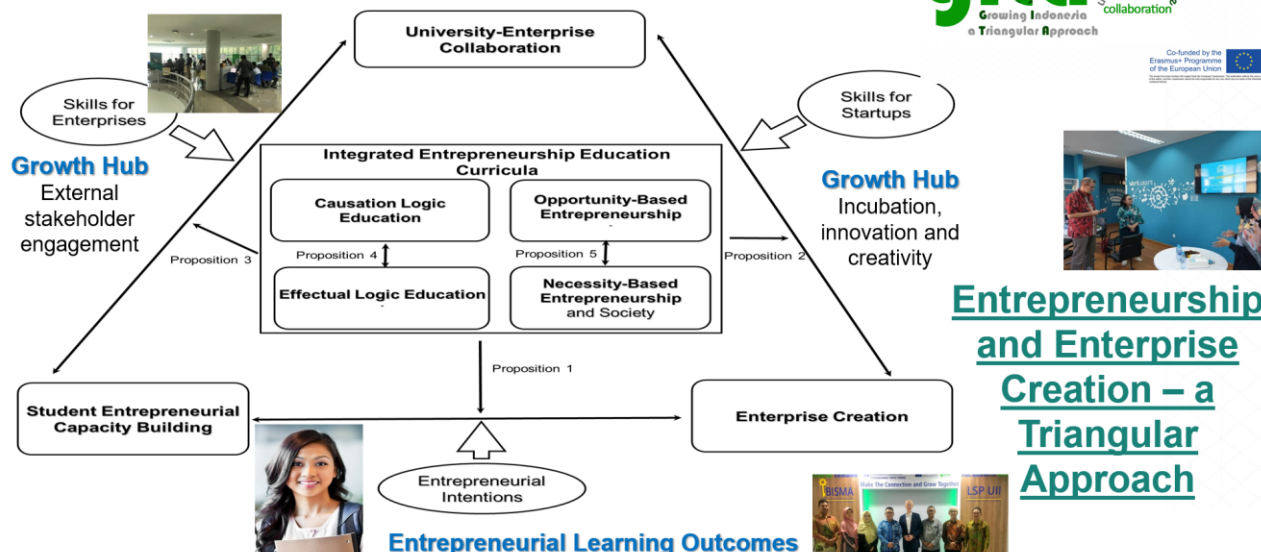 University-Enterprise
Collaboration
Growing Indonesia
a Triangular Approach
collaboration
Co-funded by the
Erasmus+ Programme
of the European Union
Skills for
Enterprises
Skills for
Startups
Growth Hub
External
stakeholder
engagement
Integrated Entrepreneurship Education
Curricula
Causation Logic
Education
Opportunity-Based
Entrepreneurship
-
Growth Hub
Incubation,
innovation and
creativity
Proposition 3
Proposition 4
Proposition 5
Proposition 2
Effectual Logic Education
-
Necessity-Based
Entrepreneurship
and Society
Entrepreneurship
and Enterprise
Creation – a
Triangular
Approach
Proposition 1
Student Entrepreneurial
Capacity Building
Enterprise Creation
Entrepreneurial
Intentions
Make The Connection and Grow Together
BISMA
LSP UII
Entrepreneurial Learning Outcomes